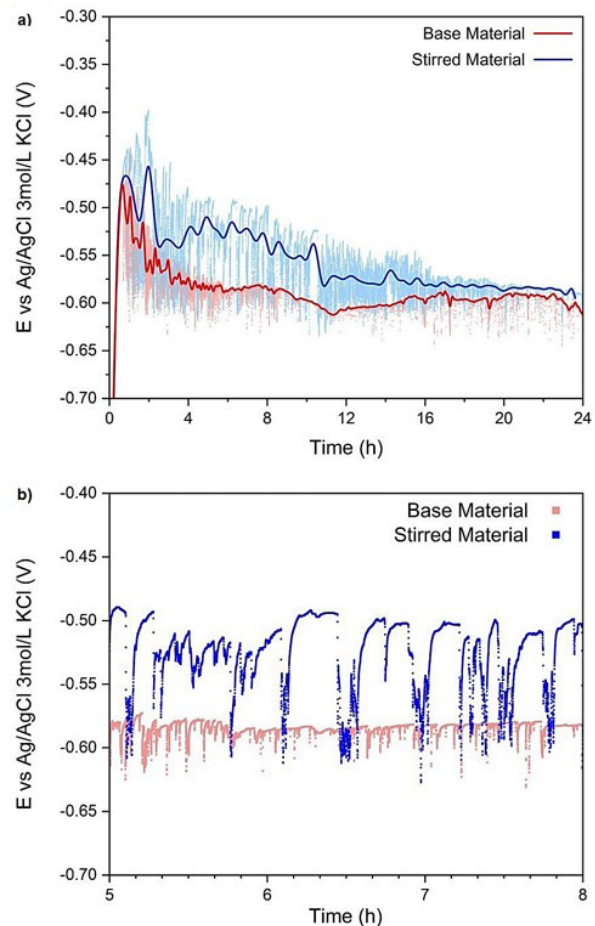 a)
Base Material
Stirred Material
E vs Ag/AgCl 3mol/L KCl (V)
-0.30
-0.35
-0.40
-0.45
-0.50
-0.55
-0.60
-0.65
-0.70
0 4 8 12 16 20 24
Time (h)
b)
Base Material
Stirred Material
E vs Ag/AgCl 3mol/L KCl (V)
-0.40
-0.45
-0.50
-0.55
-0.60
-0.65
-0.70
5 6 7 8
Time (h)